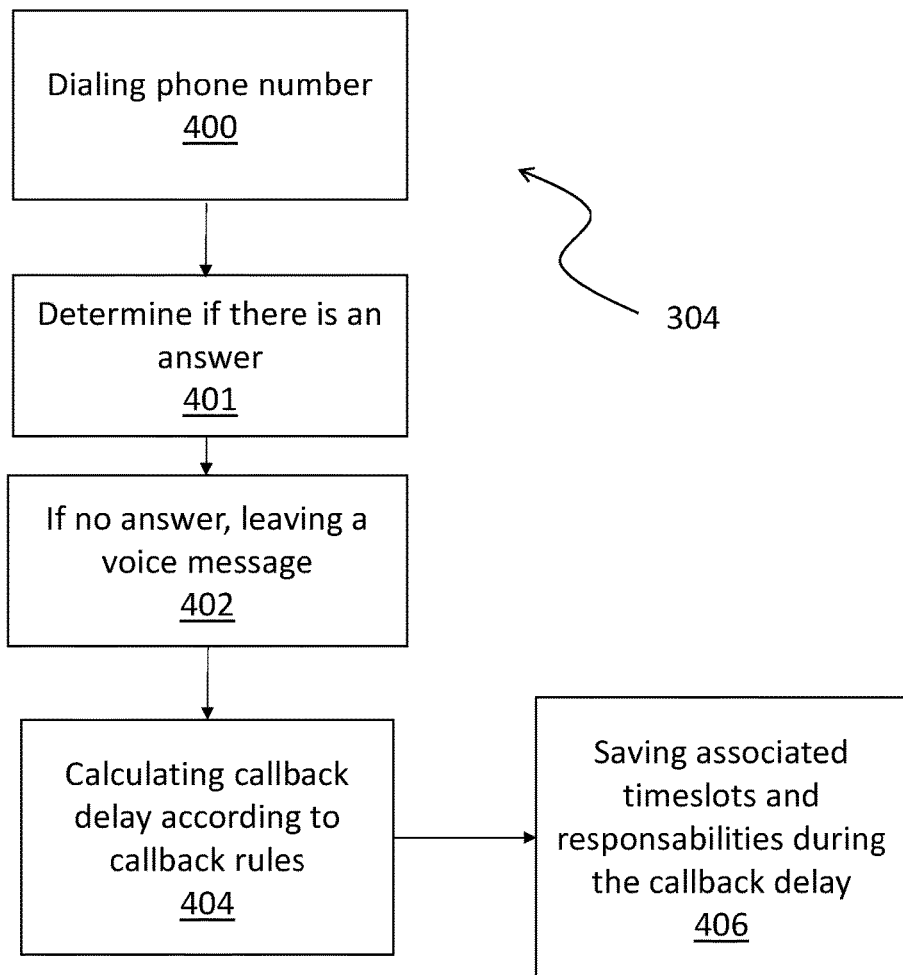 Dialing phone number
400
304
Determine if there is an
answer
401
If no answer, leaving a
voice message
402
Calculating callback
delay according to
callback rules
404
Saving associated
timeslots and
responsabilities during
the callback delay
406